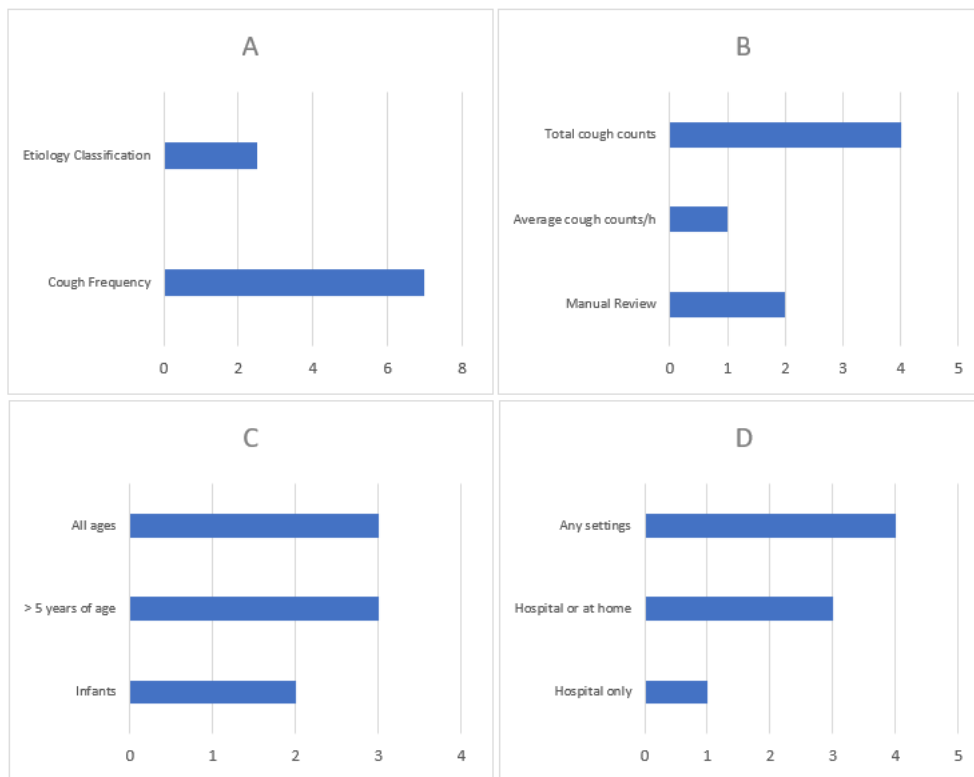 A
Etiology Classification
Cough Frequency
0 2 4 6 8
B
Total cough counts
Average cough counts/h
Manual Review
0 1 2 3 4 5
C
All ages
> 5 years of age
Infants
0 1 2 3 4
D
Any settings
Hospital or at home
Hospital only
0 1 2 3 4 5